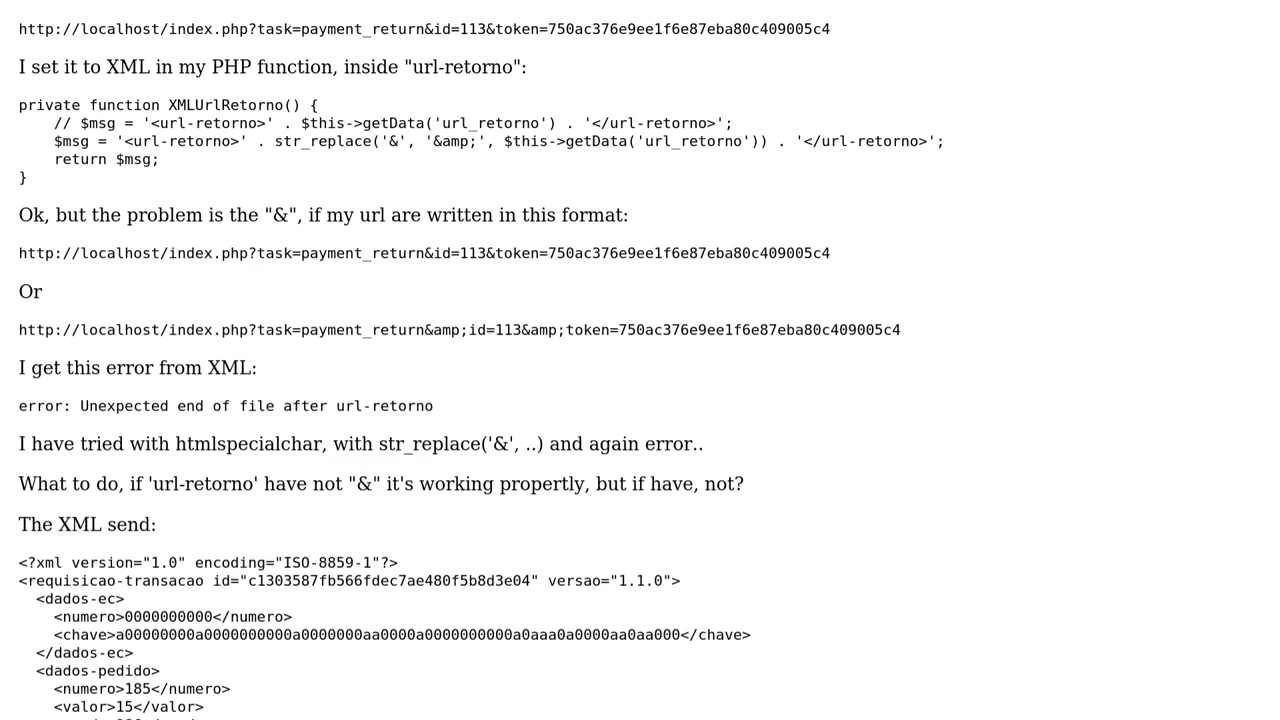 http://localhost/index.php?task=payment_return&id=113&token=750ac376e9ee1f6e87eba80c409005c4
I set it to XML in my PHP function, inside "url-retorno":
private function XMLUrlRetorno() {
    // $msg = '<url-retorno>' . $this->getData('url_retorno') . '</url-retorno>';
    $msg = '<url-retorno>' . str_replace('&', '&amp;', $this->getData('url_retorno')) . '</url-retorno>';
    return $msg;
}
Ok, but the problem is the "&", if my url are written in this format:
http://localhost/index.php?task=payment_return&id=113&token=750ac376e9ee1f6e87eba80c409005c4
Or
http://localhost/index.php?task=payment_return&amp;id=113&amp;token=750ac376e9ee1f6e87eba80c409005c4
I get this error from XML:
error: Unexpected end of file after url-retorno
I have tried with htmlspecialchar, with str_replace('&', ..) and again error..
What to do, if 'url-retorno' have not "&" it's working propertly, but if have, not?
The XML send:
<?xml version="1.0" encoding="ISO-8859-1"?>
<requisicao-transacao id="c1303587fb566fdec7ae480f5b8d3e04" versao="1.1.0">
  <dados-ec>
    <numero>0000000000</numero>
    <chave>a00000000a0000000000a0000000aa0000a0000000000a0aaa0a0000aa0aa000</chave>
  </dados-ec>
  <dados-pedido>
    <numero>185</numero>
    <valor>15</valor>